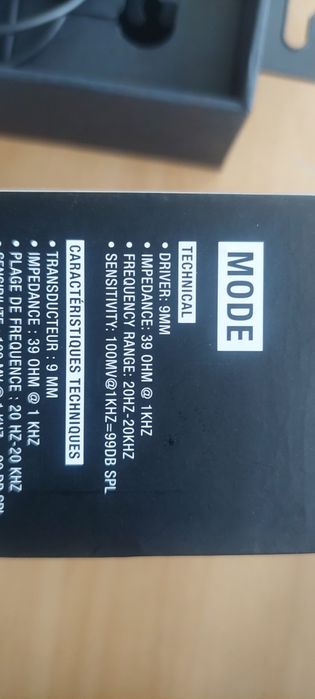 MODE
TECHNICAL
• DRIVER: 9MM
• IMPEDANCE: 39 OHM @ 1KHZ
• FREQUENCY RANGE: 20HZ-20KHZ
• SENSITIVITY: 100MV@1KHZ=99DB SPL
CARACTÉRISTIQUES TECHNIQUES
• TRANSDUCTEUR : 9 MM
• IMPEDANCE : 39 OHM @ 1 KHZ
• PLAGE DE FREQUENCE : 20 HZ-20 KHZ